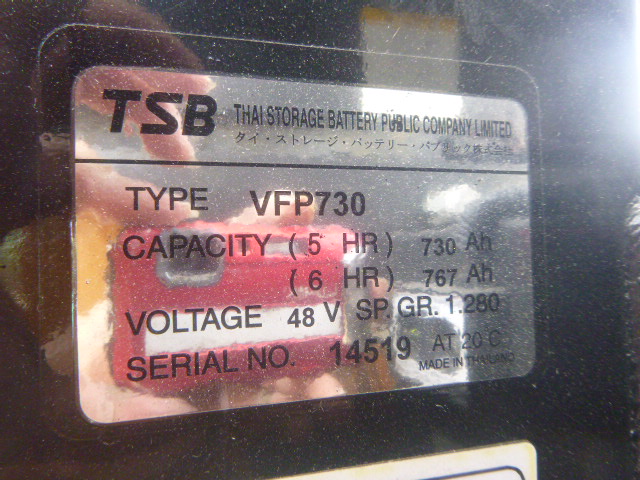 TSB THAI STORAGE BATTERY PUBLIC COMPANY LIMITED
タイ・ストレージ・バッテリー・パブリック株式会社
TYPE VFP730
CAPACITY (5 HR) 730 Ah
(6 HR) 767 Ah
VOLTAGE 48 V SP. GR. 1.280
AT 20 C
SERIAL NO. 14519 MADE IN THAILAND